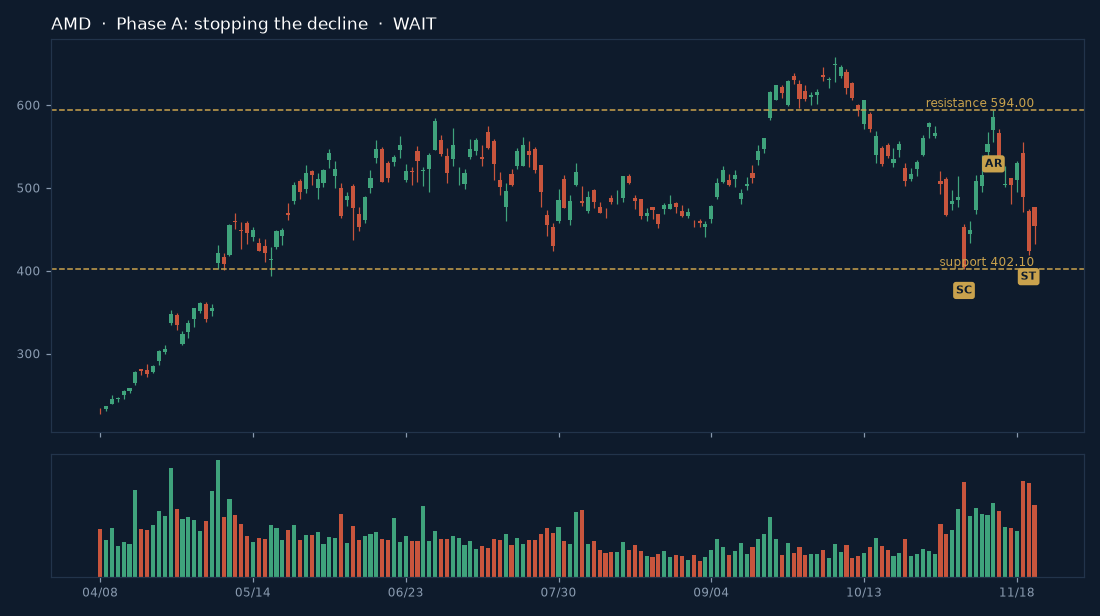 AMD · Phase A: stopping the decline · WAIT
600
resistance 594.00
AR
500
400
support 402.10
ST
SC
300
04/08 05/14 06/23 07/30 09/04 10/13 11/18